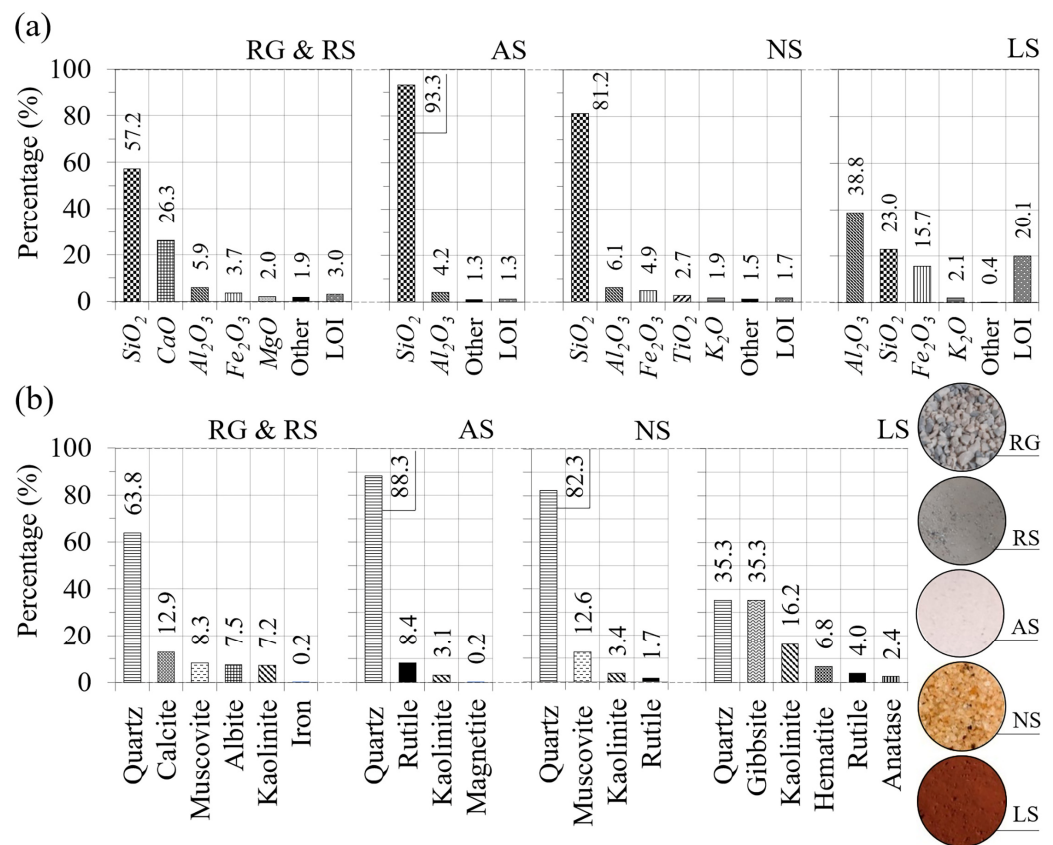 (a)
RG & RS
AS
NS
LS
Percentage (%)
100
80
60
40
20
0
57.2
26.3
5.9
3.7
2.0
1.9
3.0
93.3
4.2
1.3
1.3
81.2
6.1
4.9
2.7
1.9
1.5
1.7
38.8
23.0
15.7
2.1
0.4
20.1
SiO₂
CaO
Al₂O₃
Fe₂O₃
MgO
Other
LOI
SiO₂
Al₂O₃
Other
LOI
SiO₂
Al₂O₃
Fe₂O₃
TiO₂
K₂O
Other
LOI
Al₂O₃
SiO₂
Fe₂O₃
K₂O
Other
LOI
(b)
RG & RS
AS
NS
LS
Percentage (%)
100
80
60
40
20
0
63.8
12.9
8.3
7.5
7.2
0.2
88.3
8.4
3.1
0.2
82.3
12.6
3.4
1.7
35.3
35.3
16.2
6.8
4.0
2.4
Quartz
Calcite
Muscovite
Albite
Kaolinite
Iron
Quartz
Rutile
Kaolinite
Magnetite
Quartz
Muscovite
Kaolinite
Rutile
Quartz
Gibbsite
Kaolinite
Hematite
Rutile
Anatase
RG
RS
AS
NS
LS